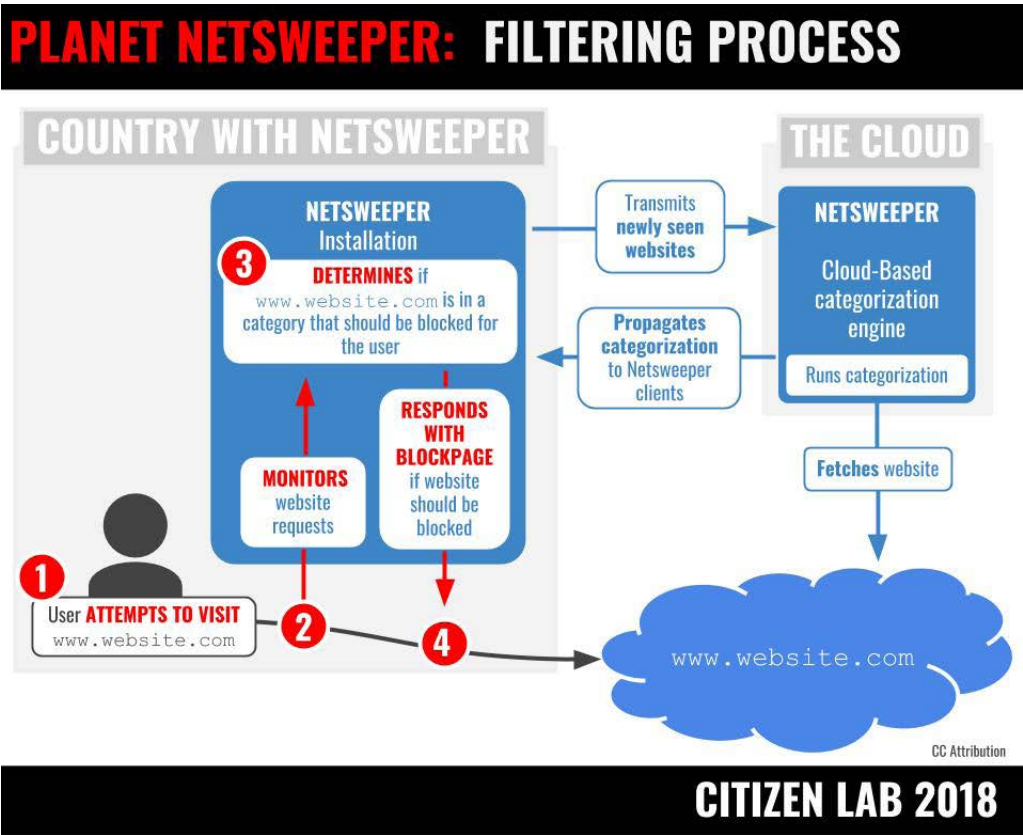 PLANET NETSWEEPER: FILTERING PROCESS
COUNTRY WITH NETSWEEPER
THE CLOUD
NETSWEEPER
Installation
3
DETERMINES if
www.website.com is in a
category that should be blocked for
the user
MONITORS
website
requests
RESPONDS
WITH
BLOCKPAGE
if website
should be
blocked
Transmits
newly seen
websites
Propagates
categorization
to Netsweeper
clients
NETSWEEPER
Cloud-Based
categorization
engine
Runs categorization
Fetches website
1
User ATTEMPTS TO VISIT
www.website.com
2
4
www.website.com
CC Attribution
CITIZEN LAB 2018